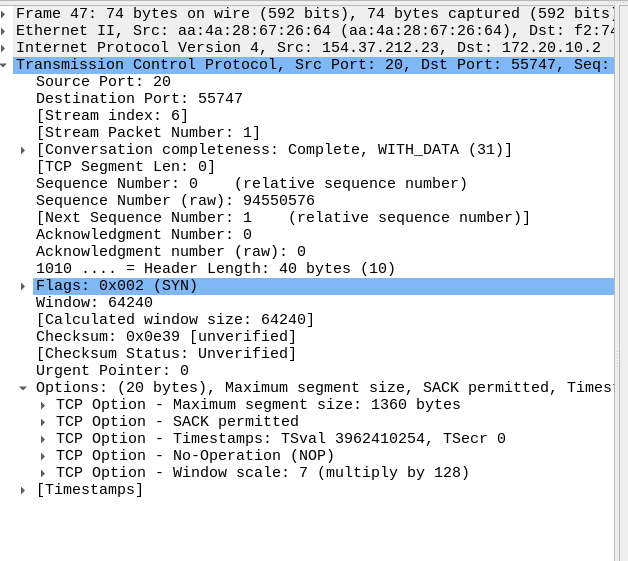 Frame 47: 74 bytes on wire (592 bits), 74 bytes captured (592 bits)
Ethernet II, Src: aa:4a:28:67:26:64 (aa:4a:28:67:26:64), Dst: f2:74
Internet Protocol Version 4, Src: 154.37.212.23, Dst: 172.20.10.2
Transmission Control Protocol, Src Port: 20, Dst Port: 55747, Seq:
Source Port: 20
Destination Port: 55747
[Stream index: 6]
[Stream Packet Number: 1]
[Conversation completeness: Complete, WITH_DATA (31)]
[TCP Segment Len: 0]
Sequence Number: 0    (relative sequence number)
Sequence Number (raw): 94550576
[Next Sequence Number: 1    (relative sequence number)]
Acknowledgment Number: 0
Acknowledgment number (raw): 0
1010 .... = Header Length: 40 bytes (10)
Flags: 0x002 (SYN)
Window: 64240
[Calculated window size: 64240]
Checksum: 0x0e39 [unverified]
[Checksum Status: Unverified]
Urgent Pointer: 0
Options: (20 bytes), Maximum segment size, SACK permitted, Times
TCP Option - Maximum segment size: 1360 bytes
TCP Option - SACK permitted
TCP Option - Timestamps: TSval 3962410254, TSecr 0
TCP Option - No-Operation (NOP)
TCP Option - Window scale: 7 (multiply by 128)
[Timestamps]